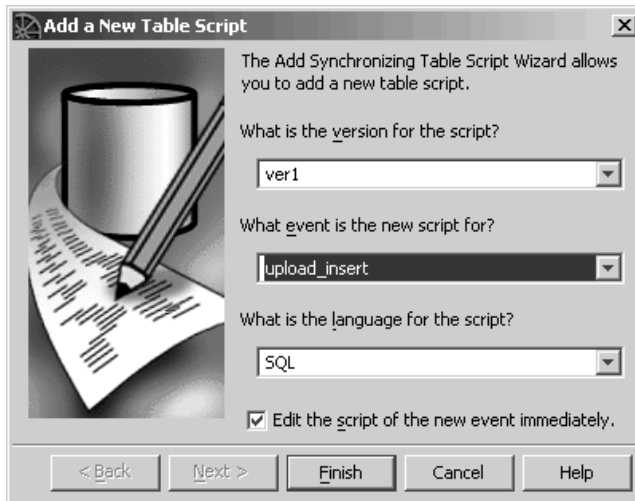 Add a New Table Script
The Add Synchronizing Table Script Wizard allows
you to add a new table script.
What is the version for the script?
ver1
What event is the new script for?
upload_insert
What is the language for the script?
SQL
Edit the script of the new event immediately.
< Back Next > Finish Cancel Help